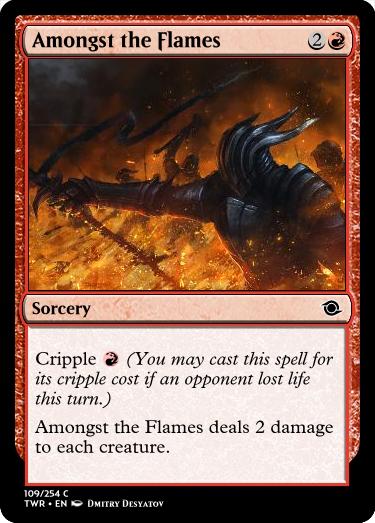 Amongst the Flames 2
Sorcery
Cripple (You may cast this spell for
its cripple cost if an opponent lost life
this turn.)
Amongst the Flames deals 2 damage
to each creature.
109/254 C
TWR • EN Dmitry Desyatov